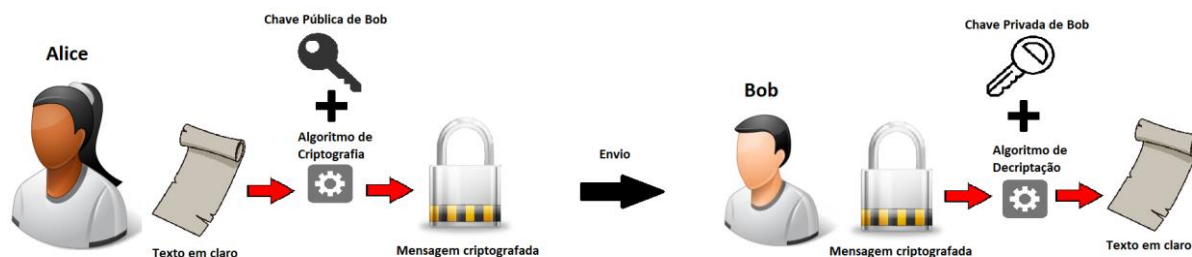 Alice
Texto em claro
Chave Pública de Bob
Algoritmo de
Criptografia
Mensagem criptografada
Envio
Bob
Mensagem criptografada
Chave Privada de Bob
Algoritmo de
Decriptação
Texto em claro